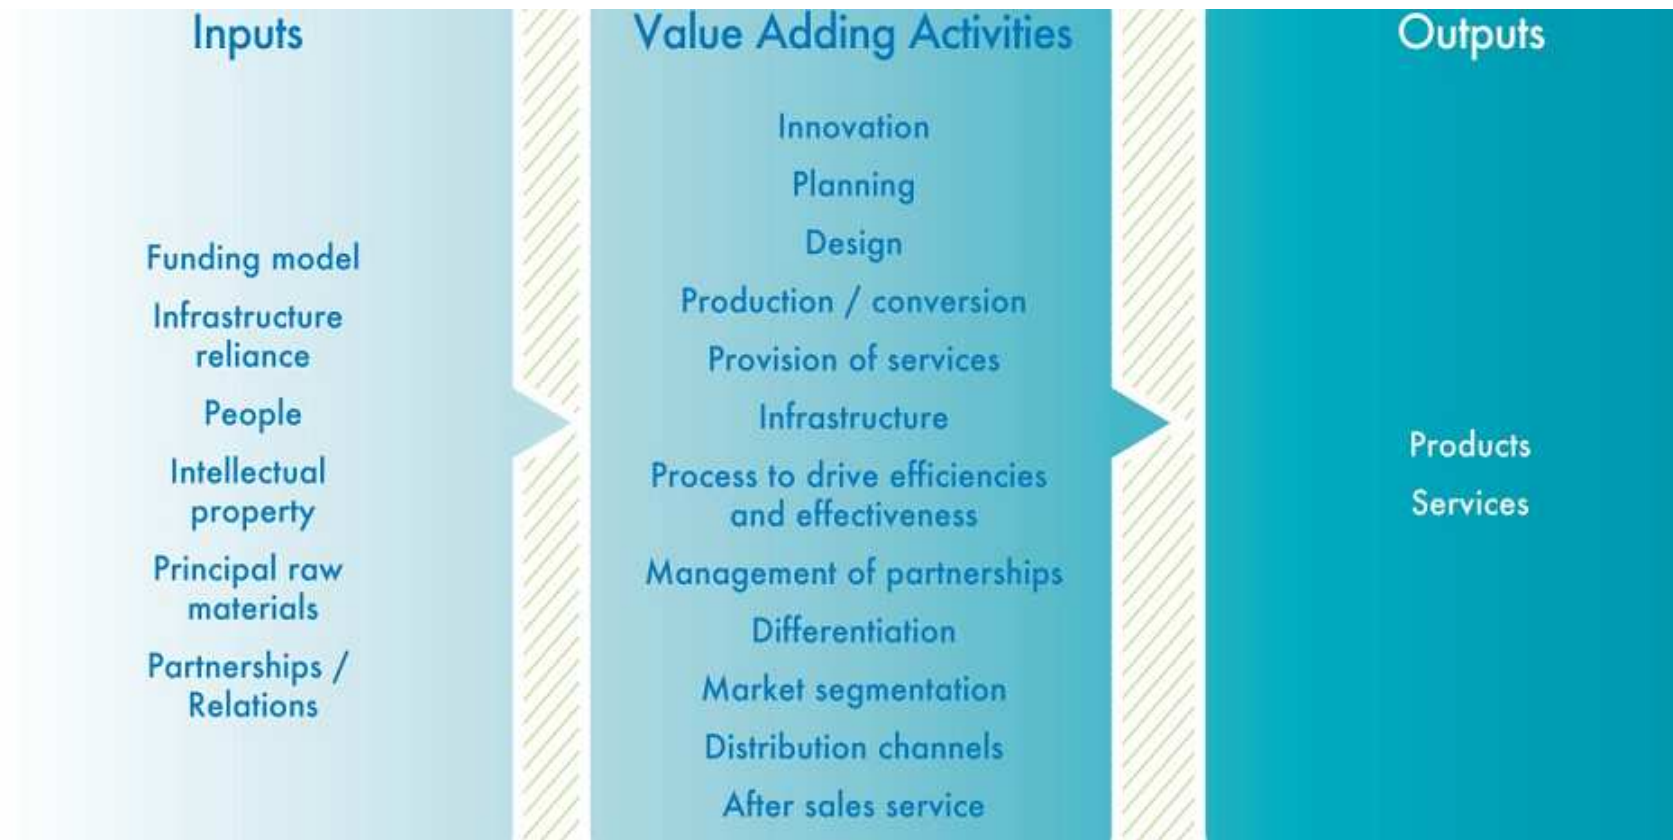 Inputs
Funding model
Infrastructure
reliance
People
Intellectual
property
Principal raw
materials
Partnerships /
Relations
Value Adding Activities
Innovation
Planning
Design
Production / conversion
Provision of services
Infrastructure
Process to drive efficiencies
and effectiveness
Management of partnerships
Differentiation
Market segmentation
Distribution channels
After sales service
Outputs
Products
Services